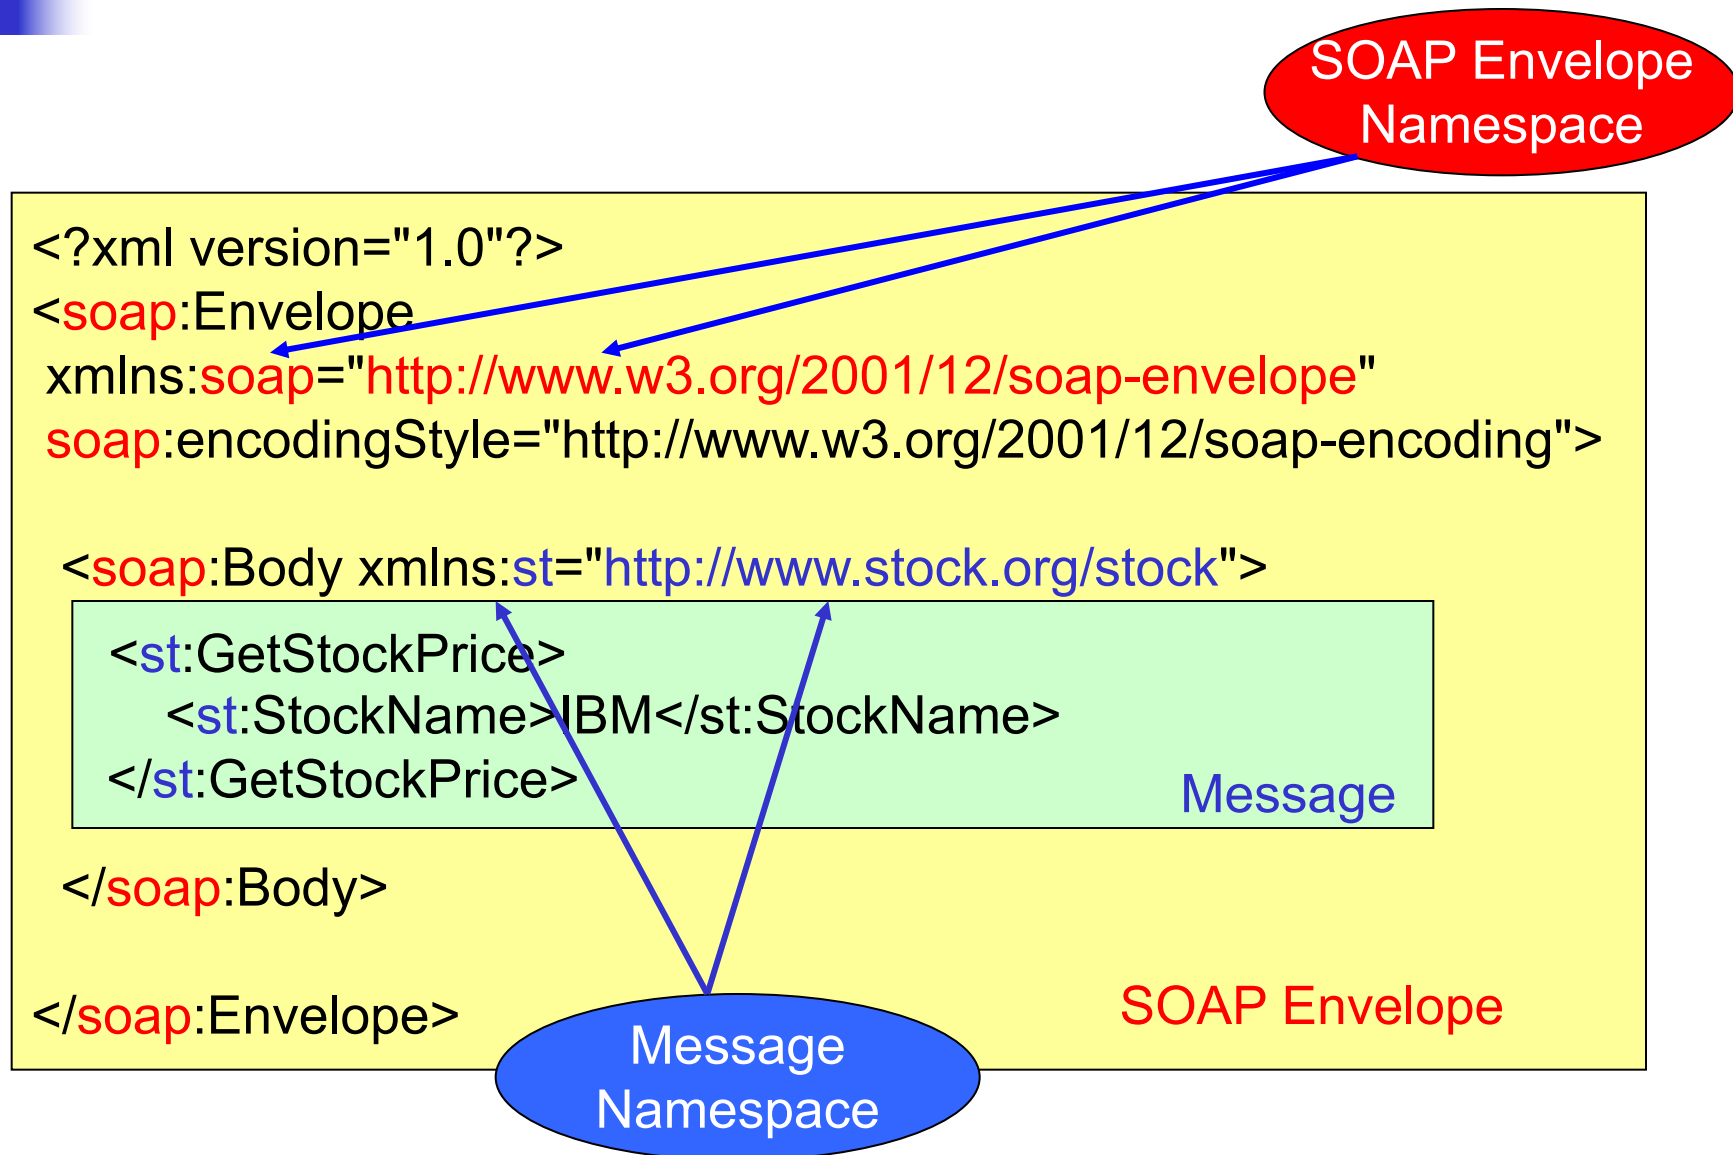 SOAP Envelope
Namespace
<?xml version="1.0"?>
<soap:Envelope
xmlns:soap="http://www.w3.org/2001/12/soap-envelope"
soap:encodingStyle="http://www.w3.org/2001/12/soap-encoding">
<soap:Body xmlns:st="http://www.stock.org/stock">
<st:GetStockPrice>
<st:StockName>IBM</st:StockName>
</st:GetStockPrice>
Message
</soap:Body>
</soap:Envelope>
SOAP Envelope
Message
Namespace